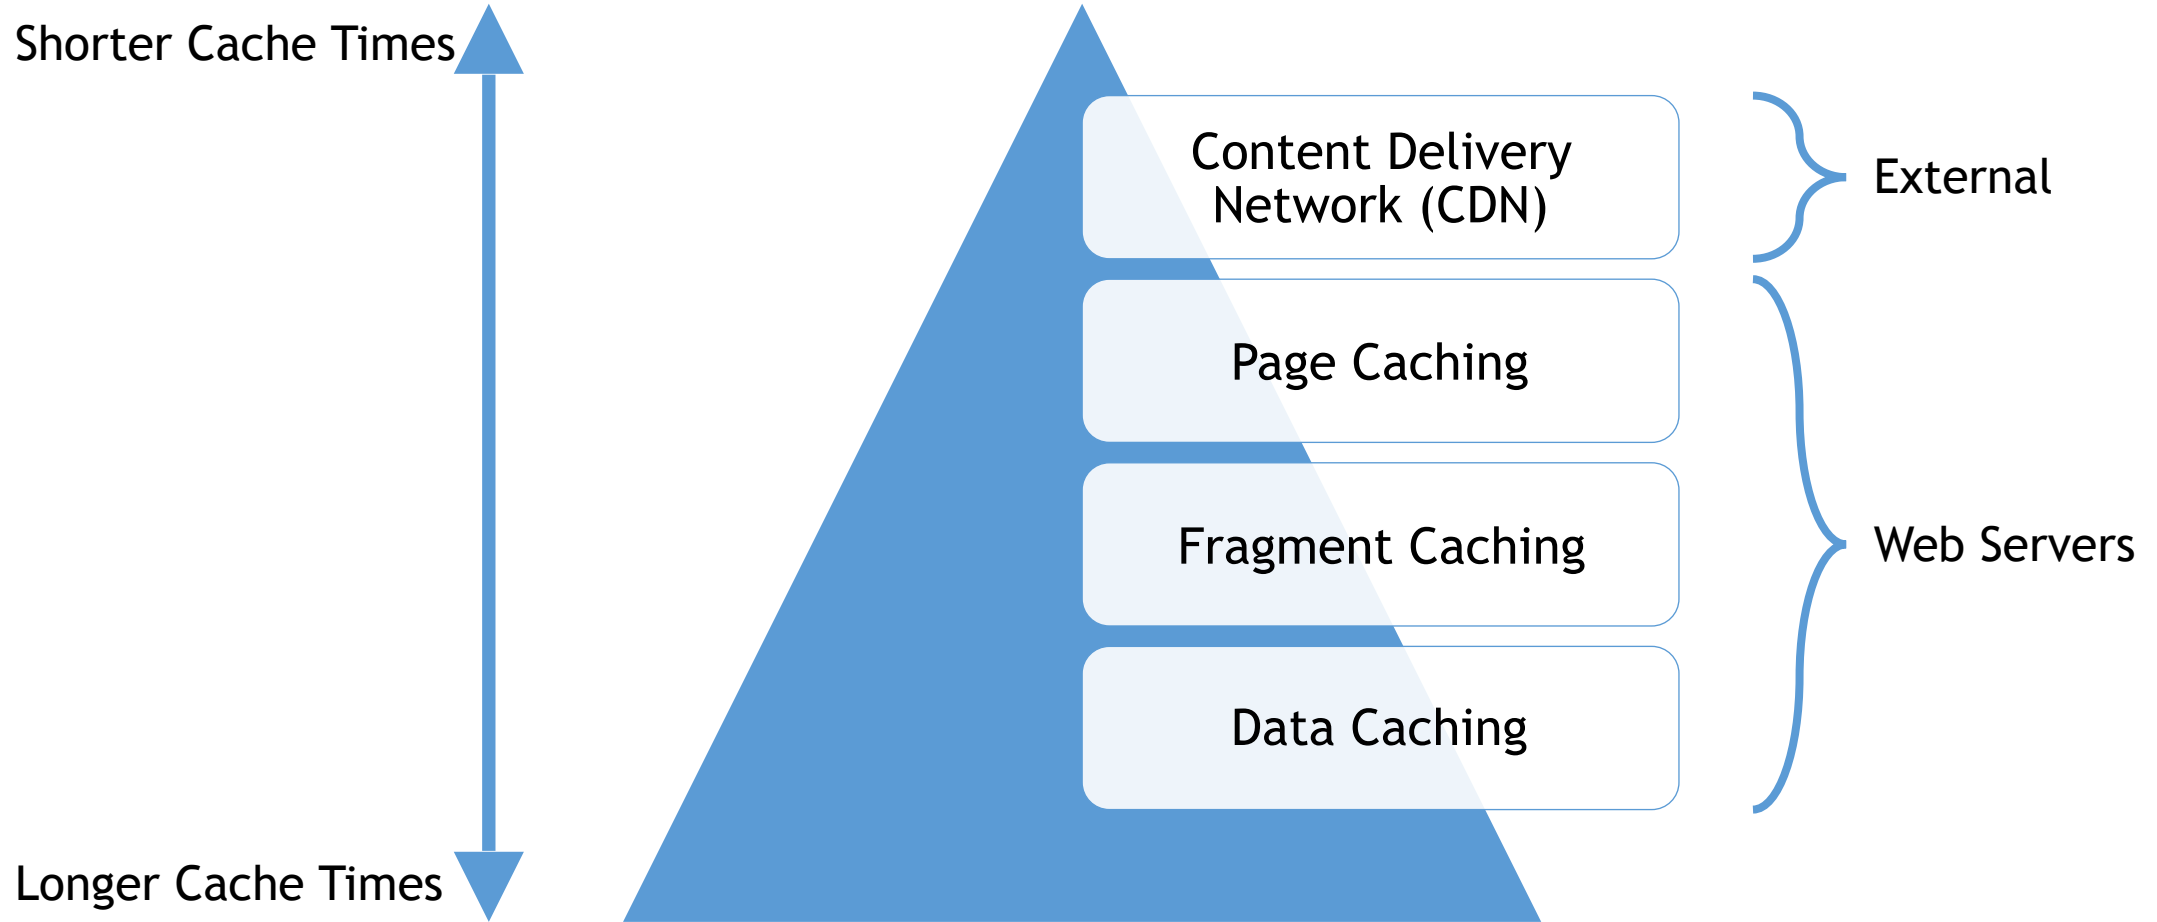 Shorter Cache Times
Content Delivery
Network (CDN)
External
Page Caching
Fragment Caching
Web Servers
Data Caching
Longer Cache Times